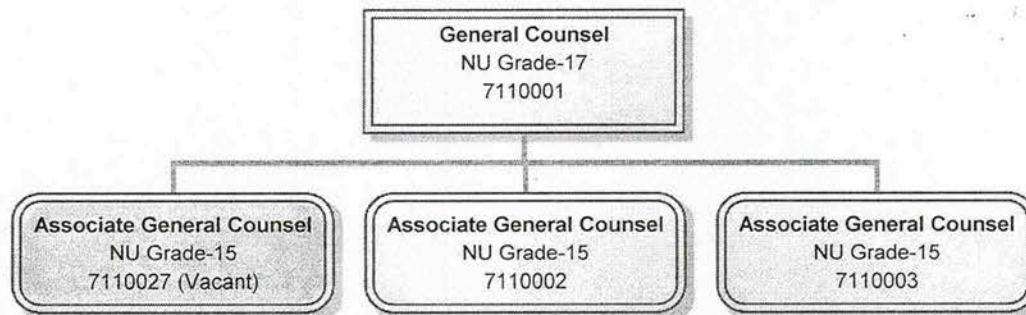 General Counsel
NU Grade-17
7110001
Associate General Counsel
NU Grade-15
7110027 (Vacant)
Associate General Counsel
NU Grade-15
7110002
Associate General Counsel
NU Grade-15
7110003